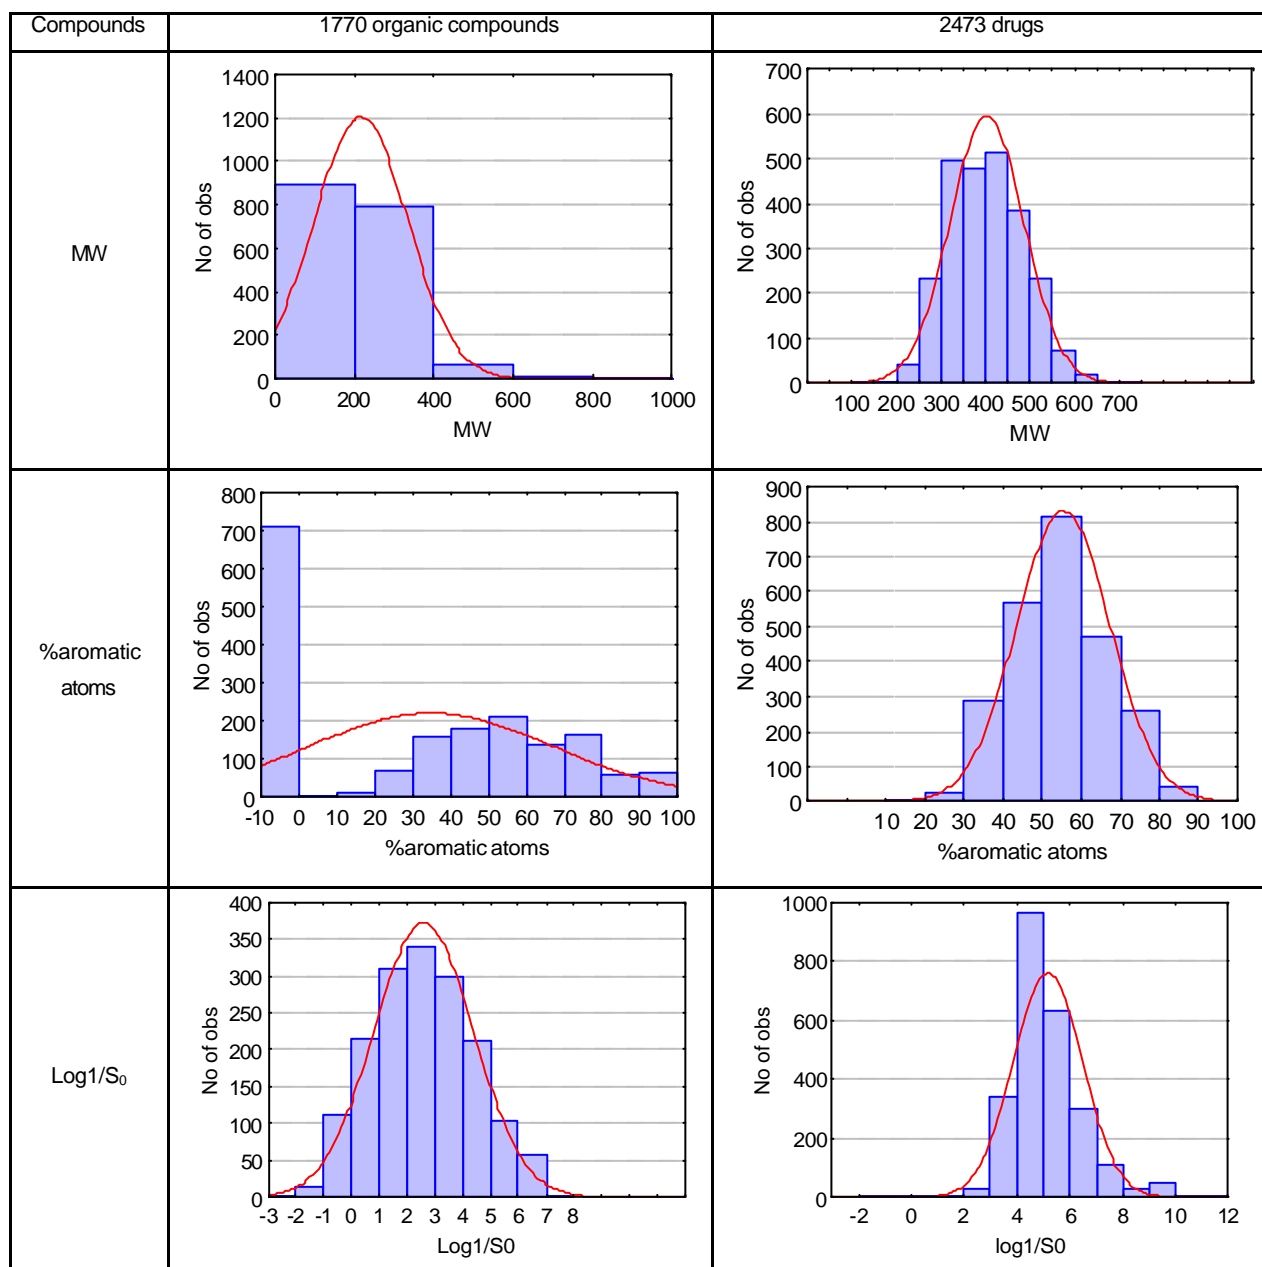 Compounds 1770 organic compounds 2473 drugs
MW
1400
1200
1000
800
600
400
200
0
No of obs
0 200 400 600 800 1000
MW
700
600
500
400
300
200
100
0
No of obs
100 200 300 400 500 600 700
MW
%aromatic
atoms
800
700
600
500
400
300
200
100
0
No of obs
-10 0 10 20 30 40 50 60 70 80 90 100
%aromatic atoms
900
800
700
600
500
400
300
200
100
0
No of obs
10 20 30 40 50 60 70 80 90 100
%aromatic atoms
Log1/S₀
400
350
300
250
200
150
100
50
0
No of obs
-3 -2 -1 0 1 2 3 4 5 6 7 8
Log1/S0
1000
800
600
400
200
0
No of obs
-2 0 2 4 6 8 10 12
log1/S0